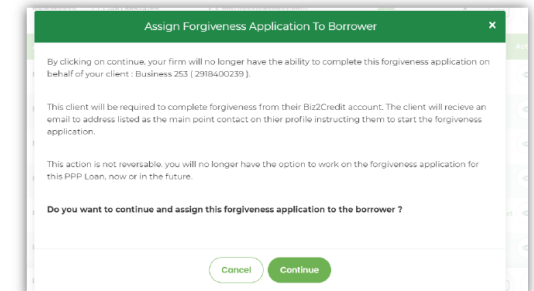 Assign Forgiveness Application To Borrower ×
By clicking on continue, your firm will no longer have the ability to complete this forgiveness application on
behalf of your client : Business 253 ( 2918400239 ).
This client will be required to complete forgiveness from their Biz2Credit account. The client will recieve an
email to address listed as the main point contact on thier profile instructing them to start the forgiveness
application.
This action is not reversable, you will no longer have the option to work on the forgiveness application for
this PPP Loan, now or in the future.
Do you want to continue and assign this forgiveness application to the borrower ?
Cancel Continue